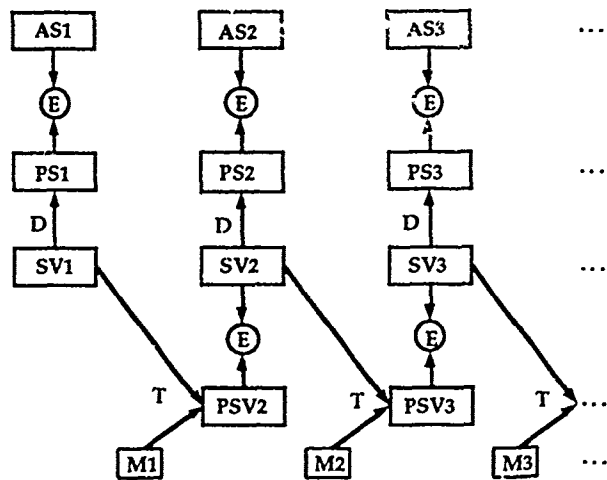 AS1 AS2 AS3 ...
E E E
PS1 PS2 PS3 ...
D D D
SV1 SV2 SV3 ...
E E
T PSV2 T PSV3 T ...
M1 M2 M3 ...